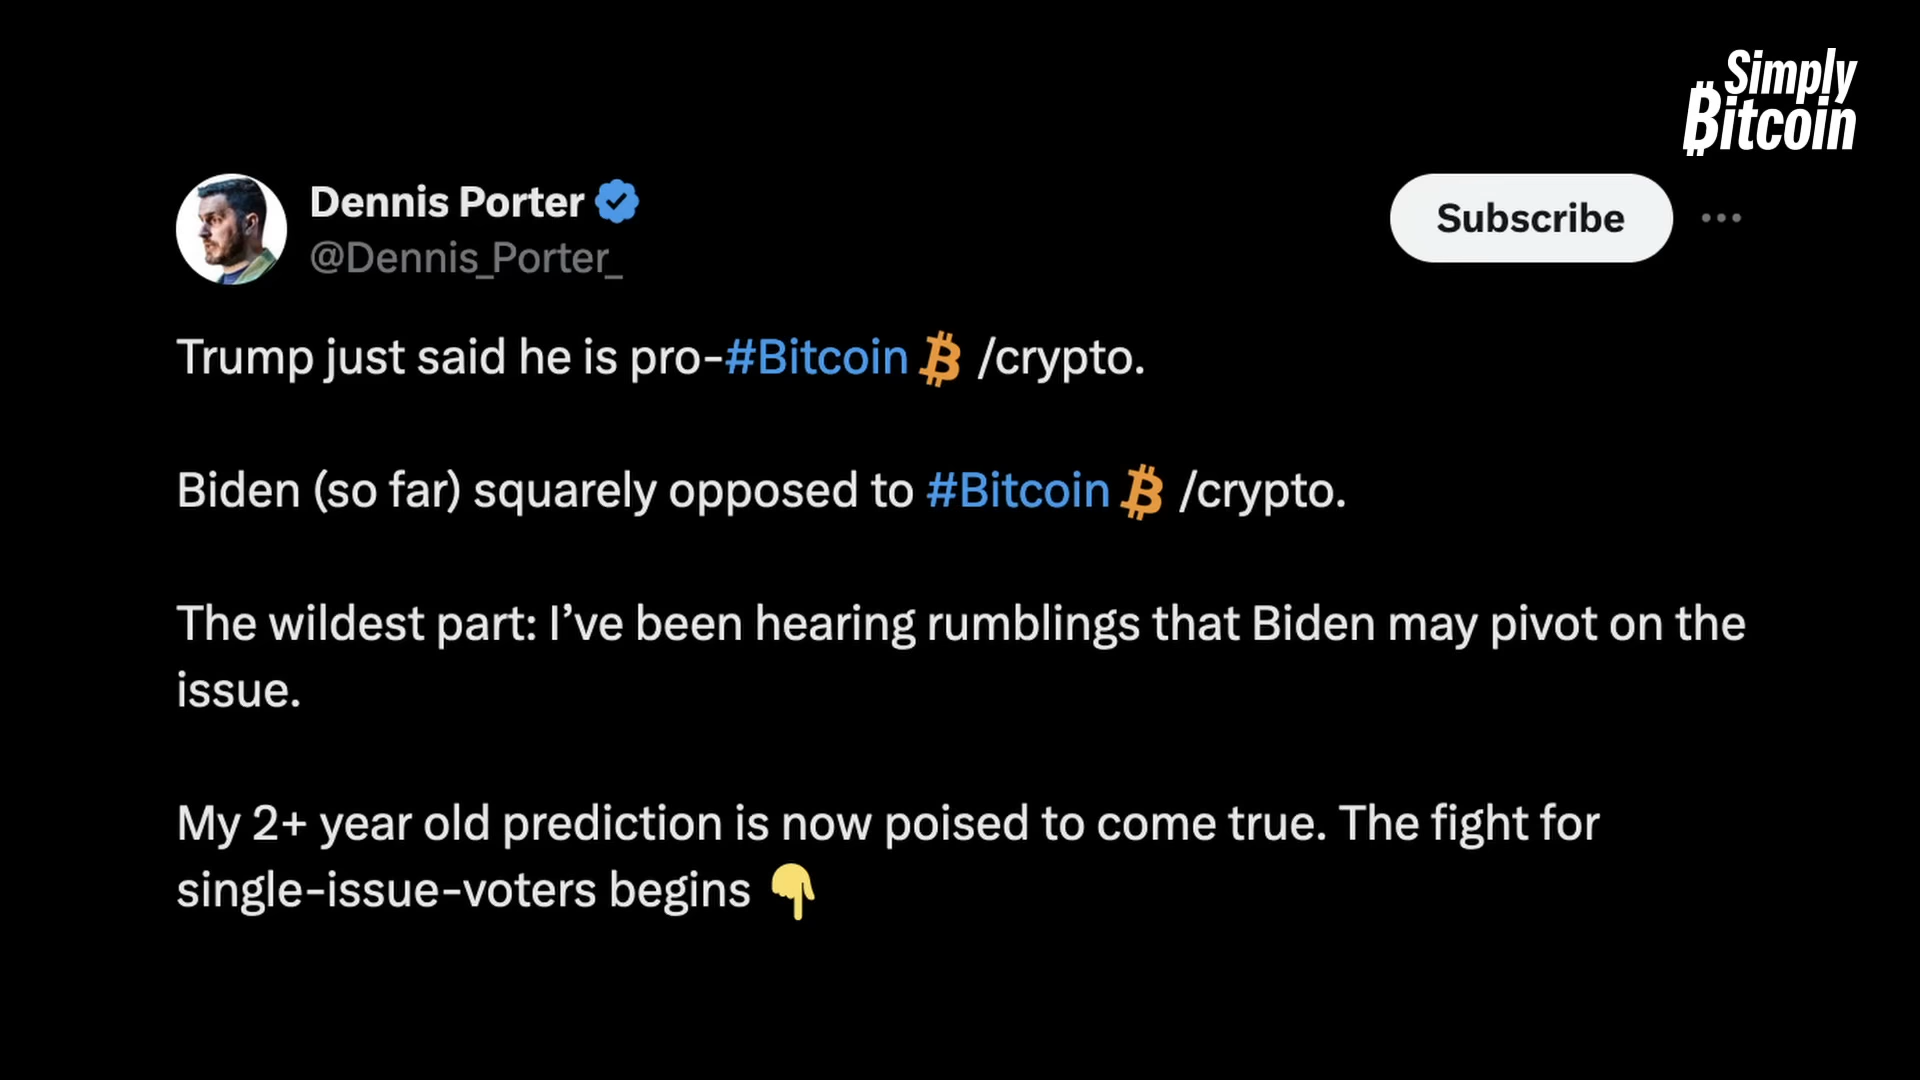 Simply
Bitcoin
Dennis Porter
@Dennis_Porter_
Subscribe
Trump just said he is pro-#Bitcoin /crypto.
Biden (so far) squarely opposed to #Bitcoin /crypto.
The wildest part: I’ve been hearing rumblings that Biden may pivot on the
issue.
My 2+ year old prediction is now poised to come true. The fight for
single-issue-voters begins 👇